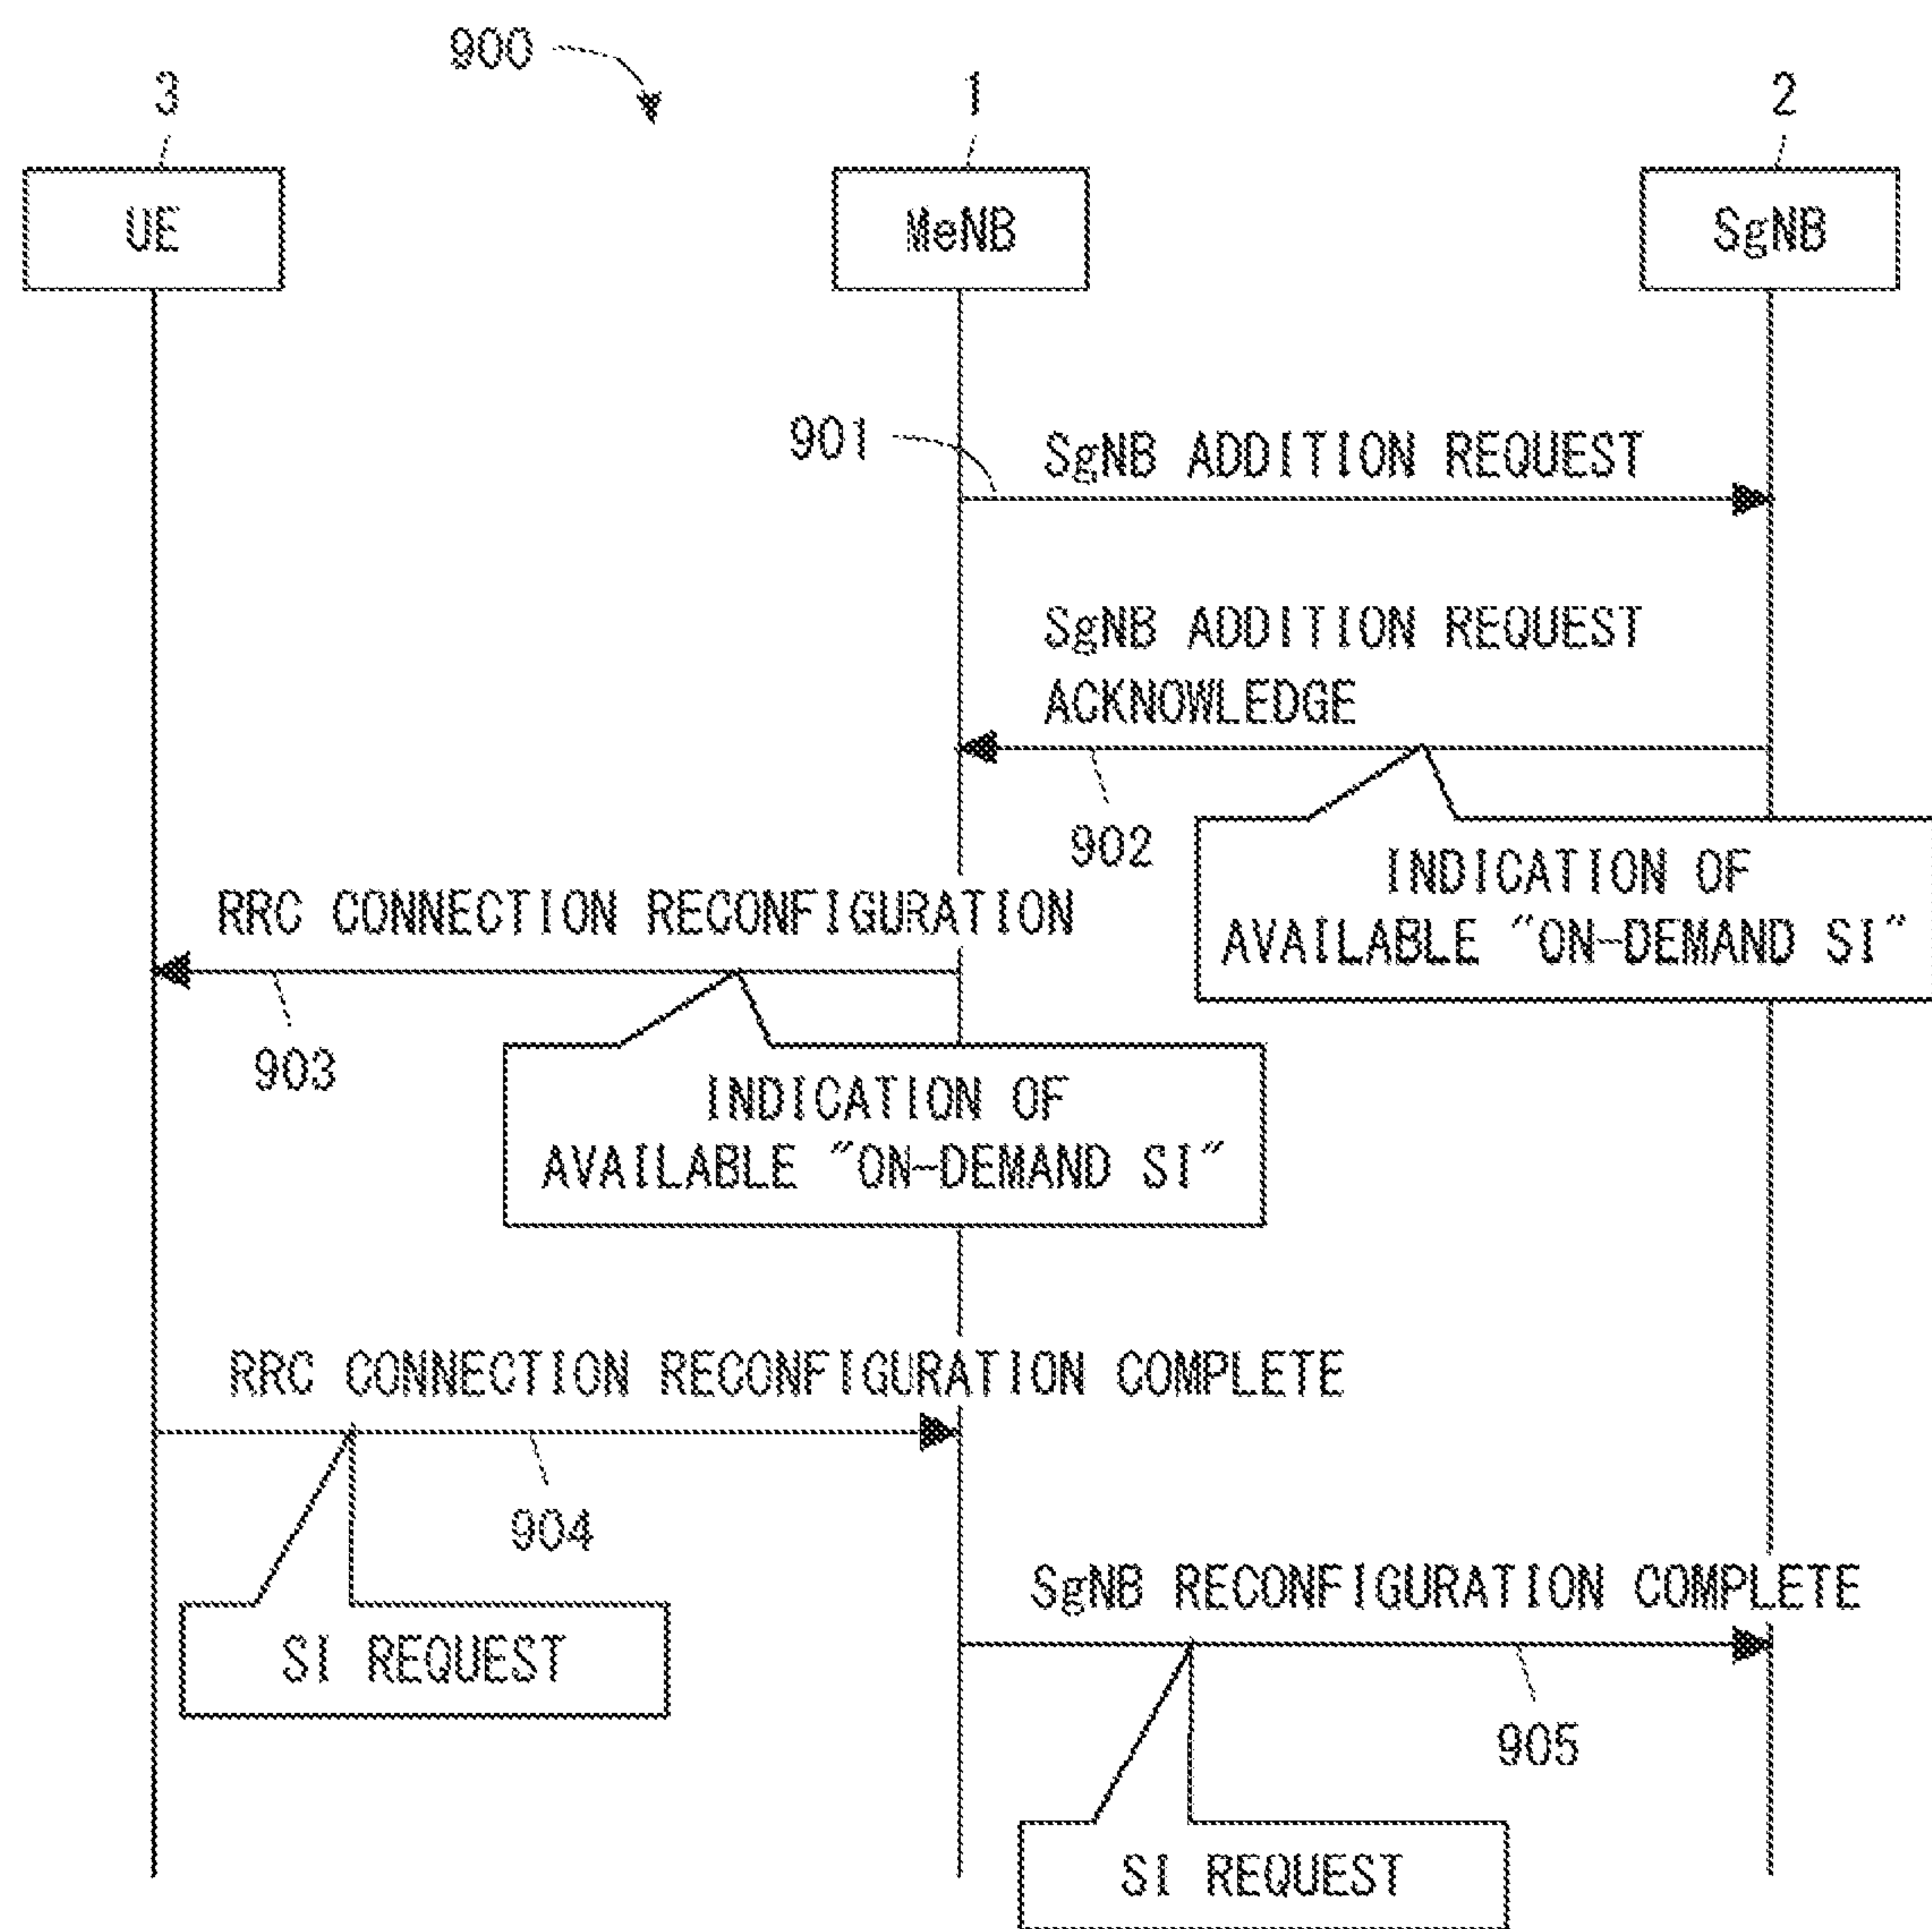 900
3
1
2
UE
MeNB
SgNB
901
SgNB ADDITION REQUEST
SgNB ADDITION REQUEST
ACKNOWLEDGE
902
INDICATION OF
AVAILABLE "ON-DEMAND SI"
RRC CONNECTION RECONFIGURATION
903
INDICATION OF
AVAILABLE "ON-DEMAND SI"
RRC CONNECTION RECONFIGURATION COMPLETE
904
SI REQUEST
SgNB RECONFIGURATION COMPLETE
905
SI REQUEST